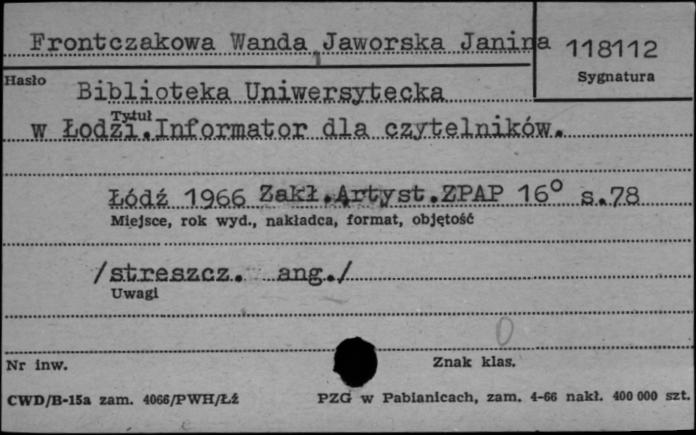 Frontczakowa Wanda, Jaworska Janina
118112
Hasło
Sygnatura
Biblioteka Uniwersytecka
Tytuł
w Łodzi.Informator dla czytelników.
Łódź 1966 Zakł.Artyst.ZPAP 16° s.78
Miejsce, rok wyd., nakładca, format, objętość
/streszcz. ang./
Uwagi
0
Nr inw.
Znak klas.
CWD/B-15a zam. 4066/PWH/Łź
PZG w Pabianicach, zam. 4-66 nakł. 400 000 szt.